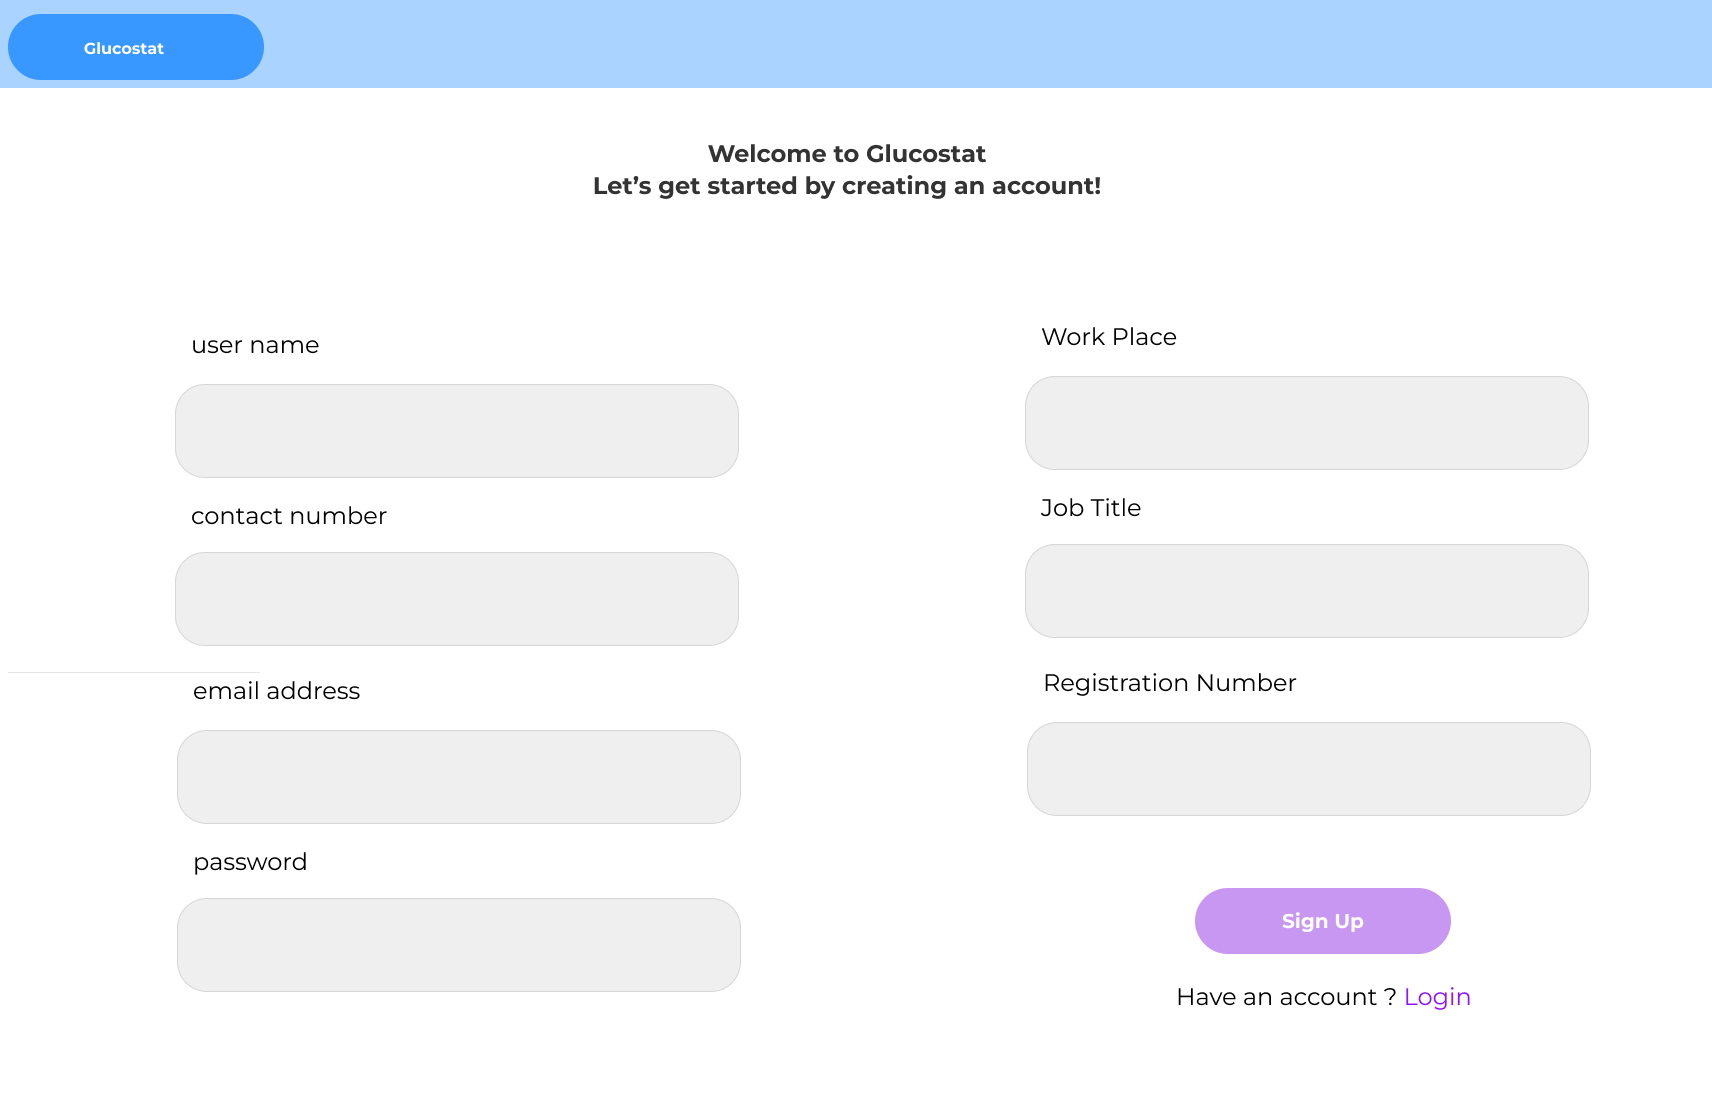 Glucostat
Welcome to Glucostat
Let’s get started by creating an account!
user name
contact number
email address
password
Work Place
Job Title
Registration Number
Sign Up
Have an account ? Login